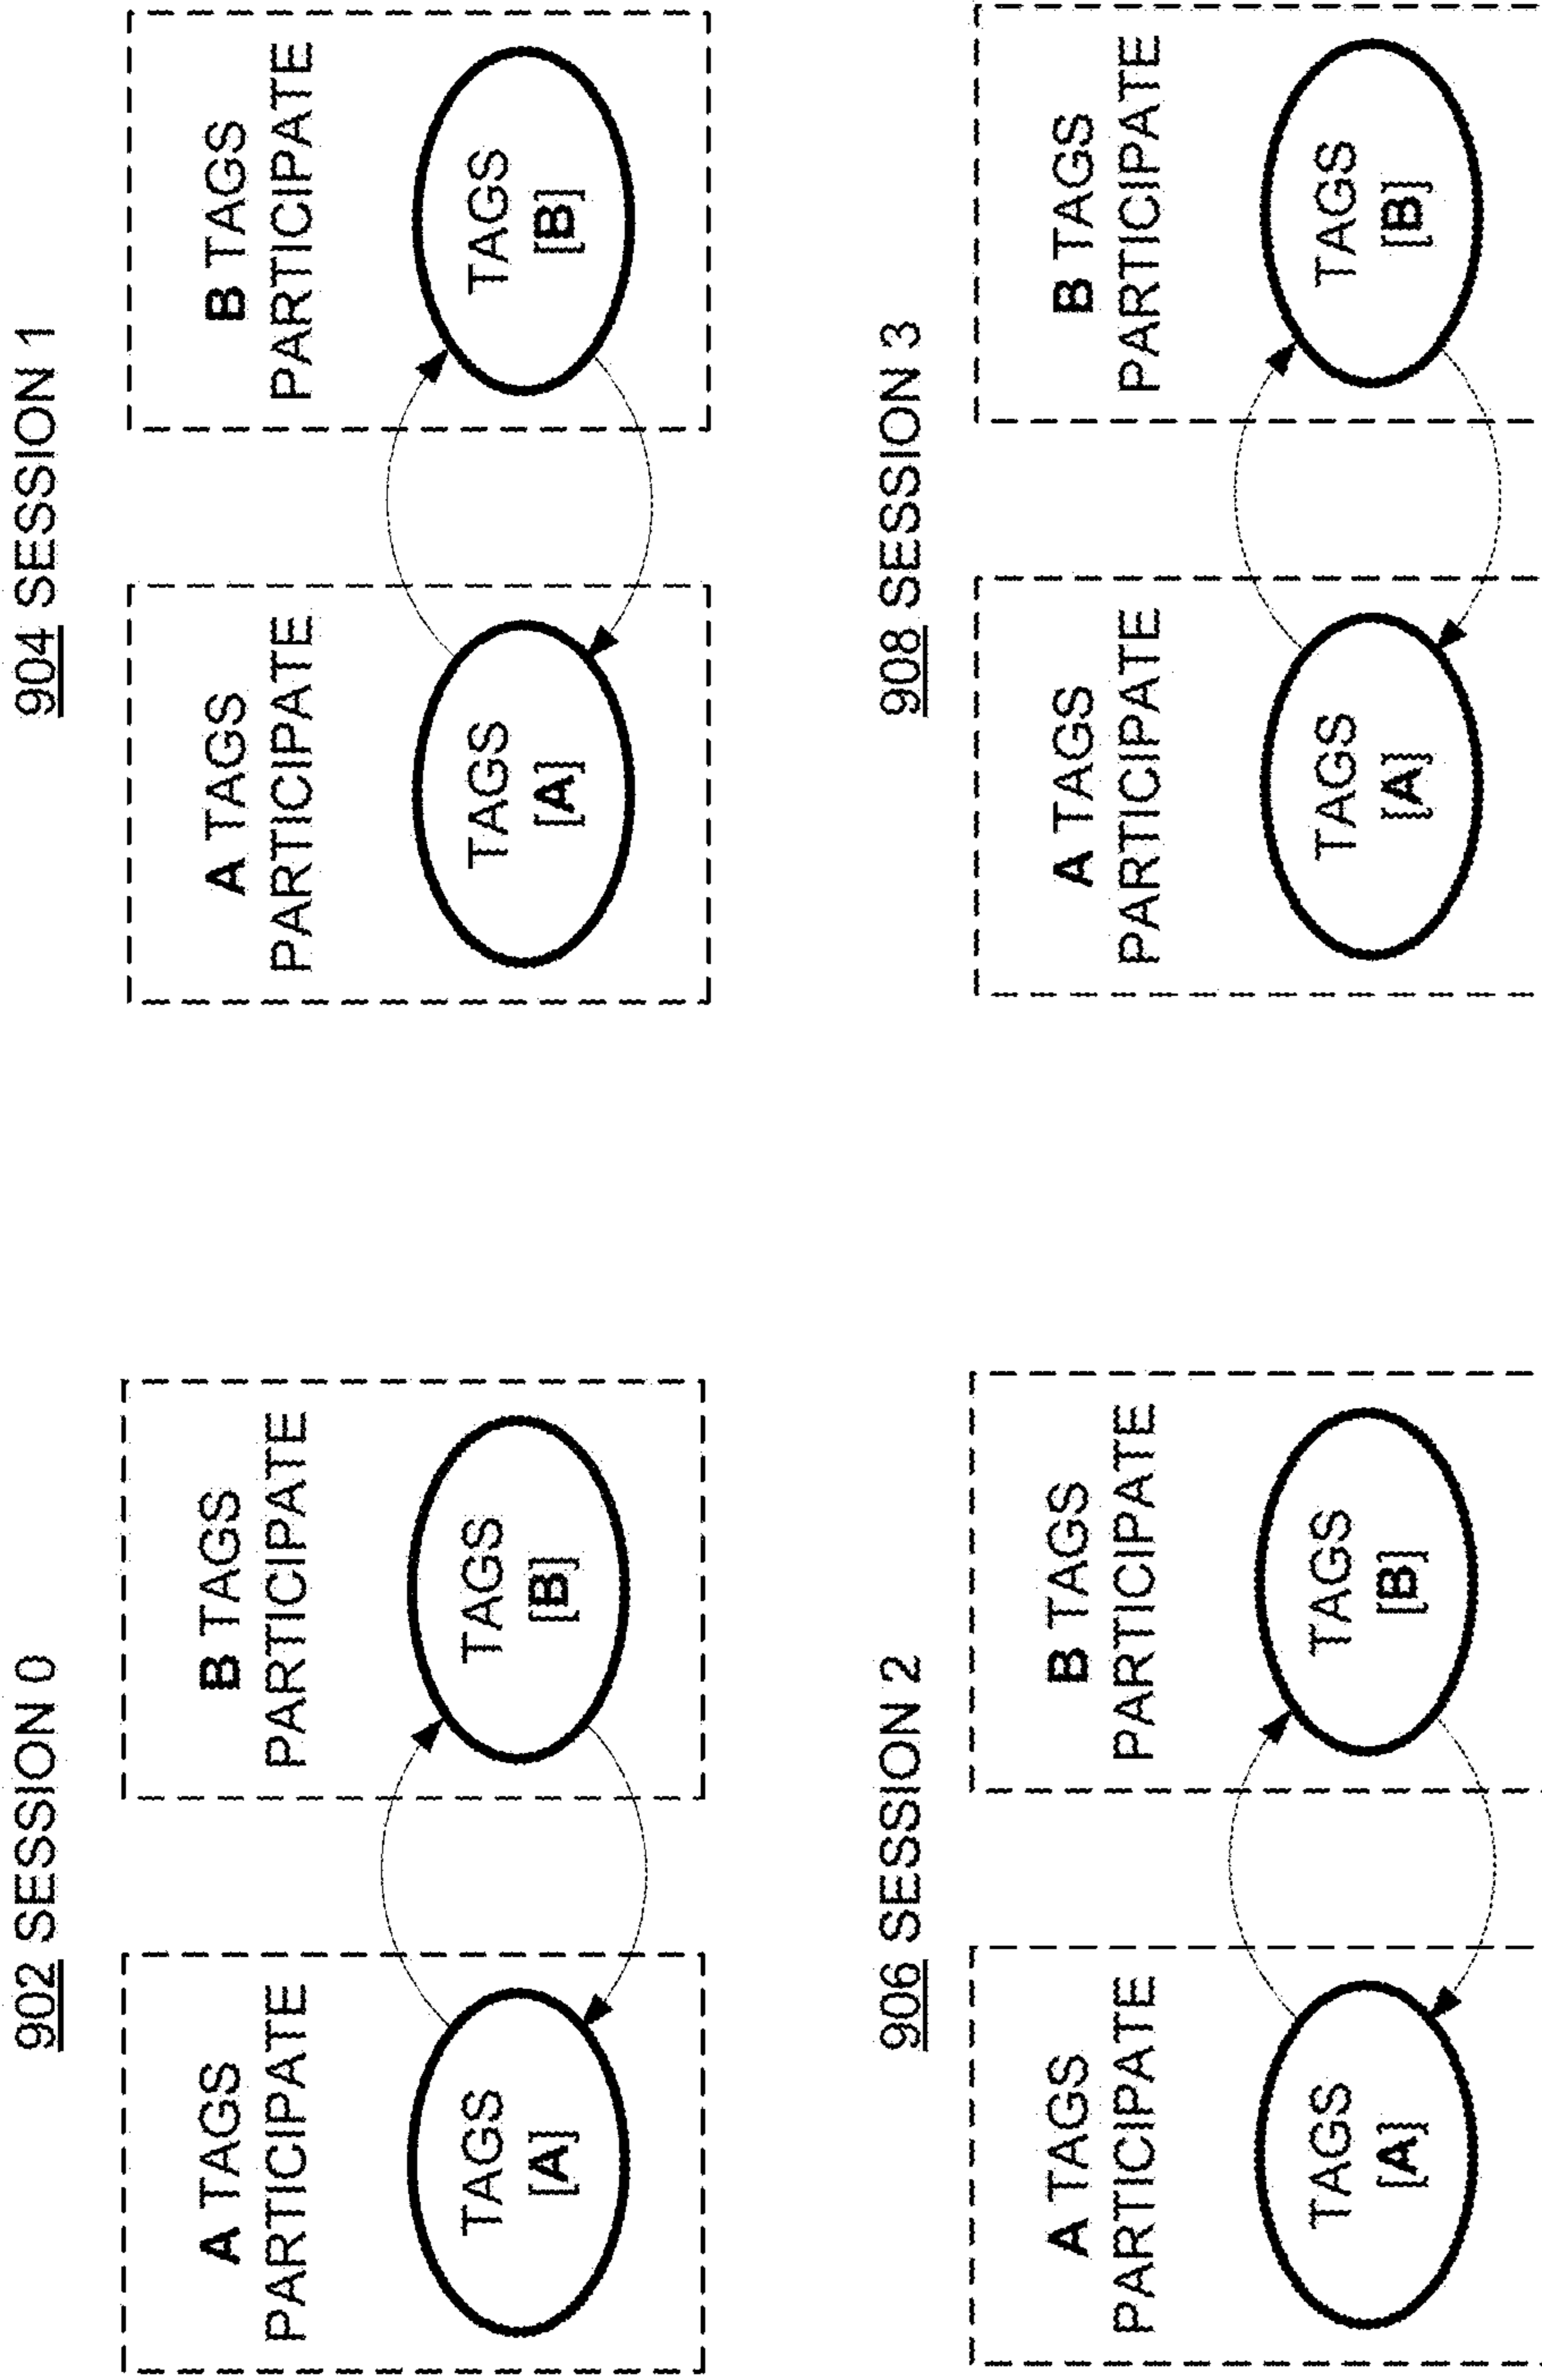 902 SESSION 0
A TAGS
PARTICIPATE
TAGS
[A]
B TAGS
PARTICIPATE
TAGS
[B]
904 SESSION 1
A TAGS
PARTICIPATE
TAGS
[A]
B TAGS
PARTICIPATE
TAGS
[B]
906 SESSION 2
A TAGS
PARTICIPATE
TAGS
[A]
B TAGS
PARTICIPATE
TAGS
[B]
908 SESSION 3
A TAGS
PARTICIPATE
TAGS
[A]
B TAGS
PARTICIPATE
TAGS
[B]